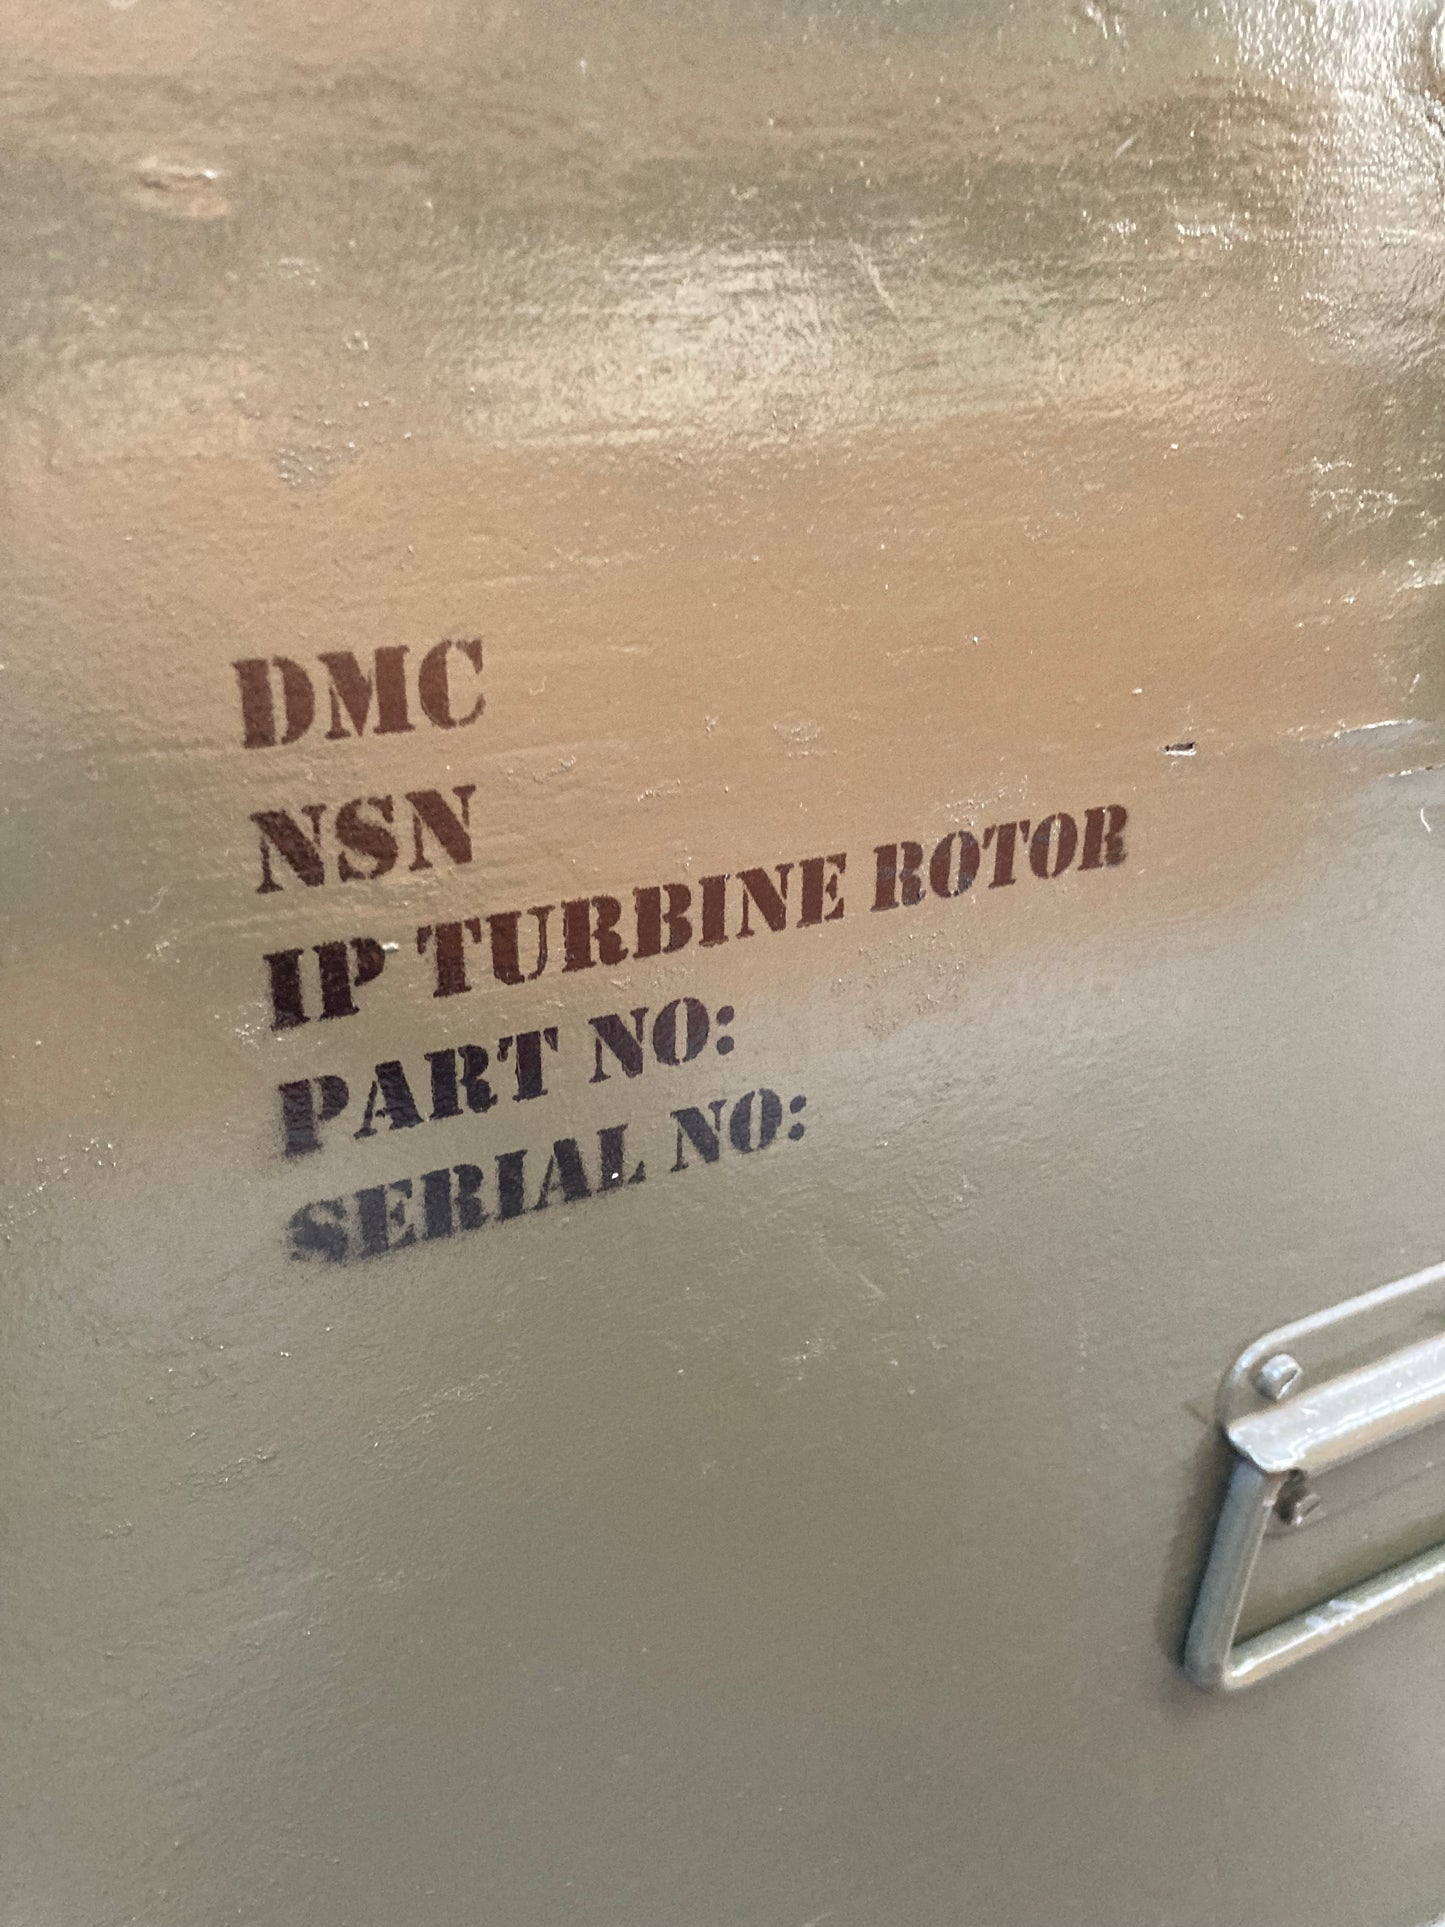 DMC
NSN
IP TURBINE ROTOR
PART NO:
SERIAL NO: